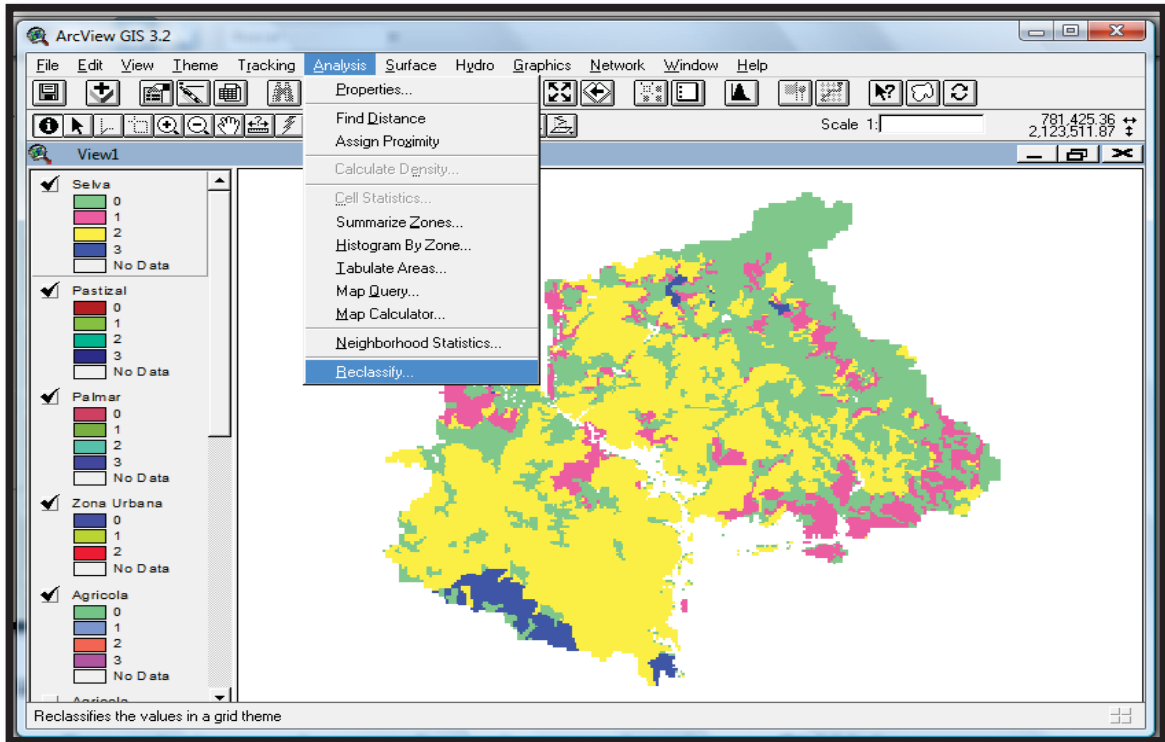 ArcView GIS 3.2
File Edit View Theme Tracking Analysis Surface Hydro Graphics Network Window Help
Scale 1:
781,425.36
2,123,511.87
View1
Properties...
Find Distance
Assign Proximity
Calculate Density...
Cell Statistics...
Summarize Zones...
Histogram By Zone...
Tabulate Areas...
Map Query...
Map Calculator...
Neighborhood Statistics...
Reclassify...
Selva
0
1
2
3
No Data
Pastizal
0
1
2
3
No Data
Palmar
0
1
2
3
No Data
Zona Urbana
0
1
2
No Data
Agricola
0
1
2
3
No Data
Reclassifies the values in a grid theme